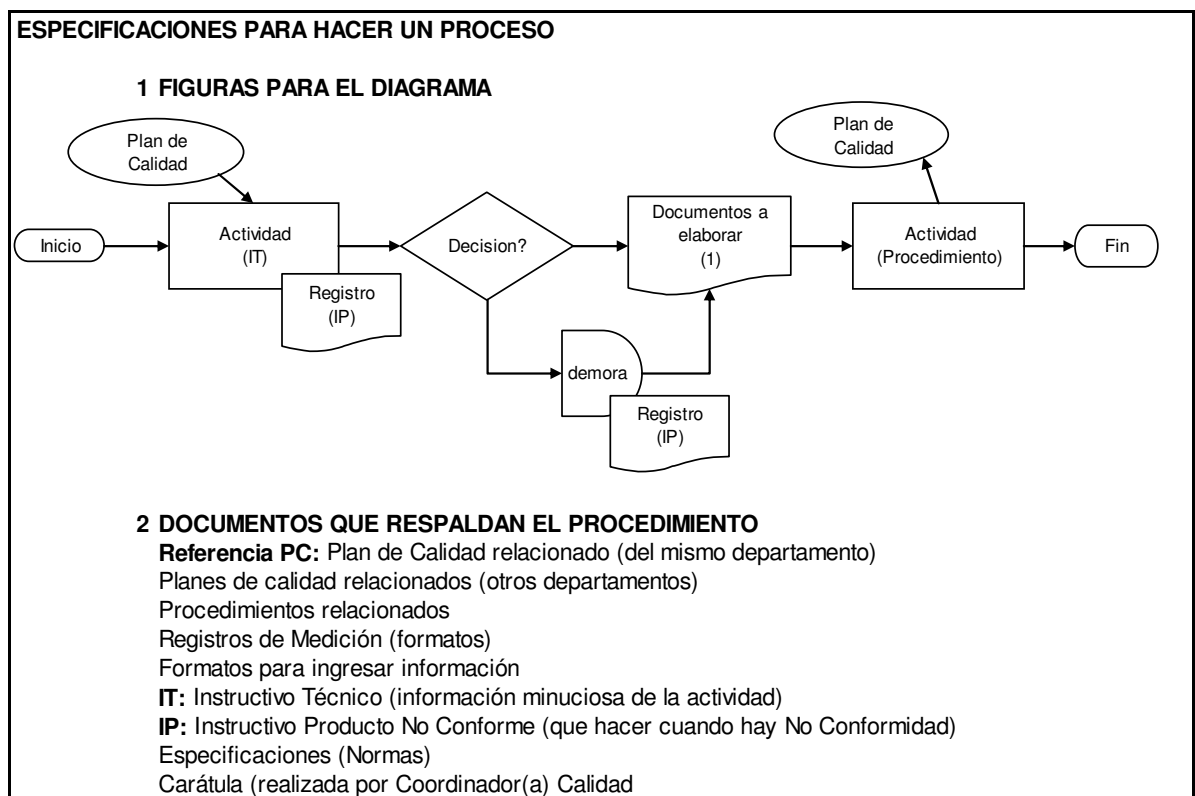 ESPECIFICACIONES PARA HACER UN PROCESO
1 FIGURAS PARA EL DIAGRAMA
Plan de
Calidad
Inicio
Actividad
(IT)
Registro
(IP)
Decision?
demora
Registro
(IP)
Documentos a
elaborar
(1)
Plan de
Calidad
Actividad
(Procedimiento)
Fin
2 DOCUMENTOS QUE RESPALDAN EL PROCEDIMIENTO
Referencia PC: Plan de Calidad relacionado (del mismo departamento)
Planes de calidad relacionados (otros departamentos)
Procedimientos relacionados
Registros de Medición (formatos)
Formatos para ingresar información
IT: Instructivo Técnico (información minuciosa de la actividad)
IP: Instructivo Producto No Conforme (que hacer cuando hay No Conformidad)
Especificaciones (Normas)
Carátula (realizada por Coordinador(a) Calidad